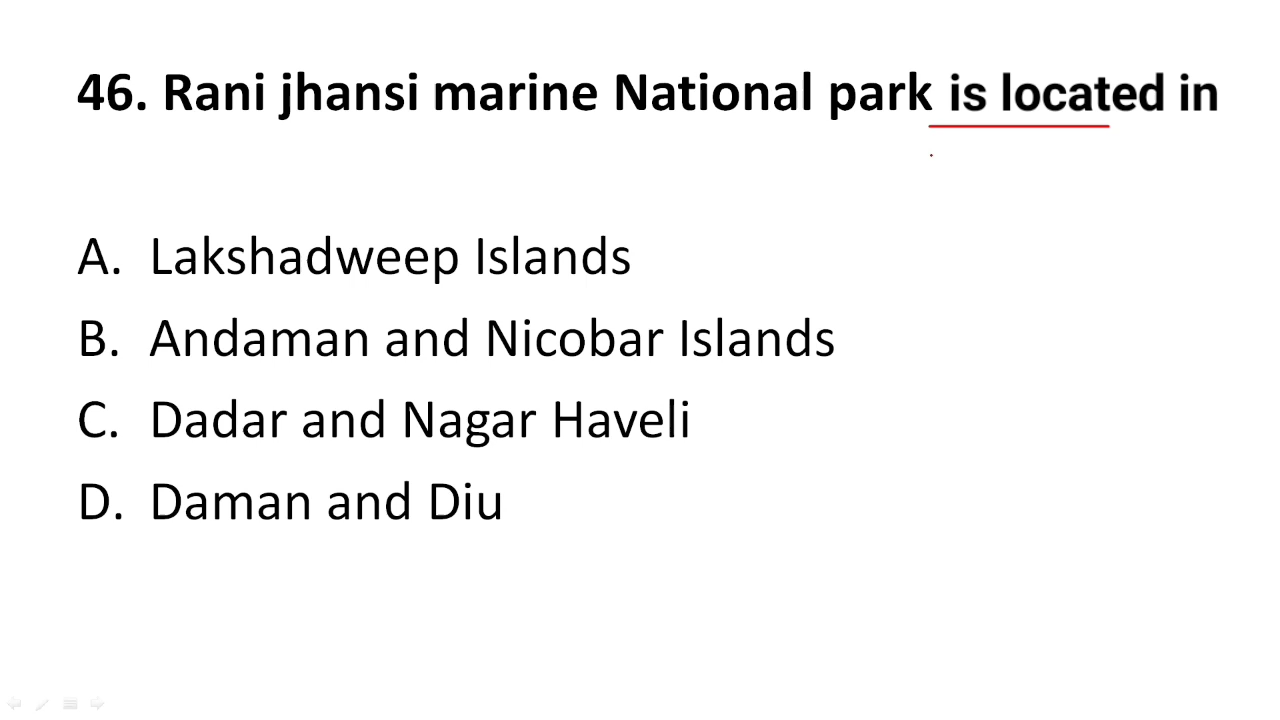 46. Rani jhansi marine National park is located in
A. Lakshadweep Islands
B. Andaman and Nicobar Islands
C. Dadar and Nagar Haveli
D. Daman and Diu